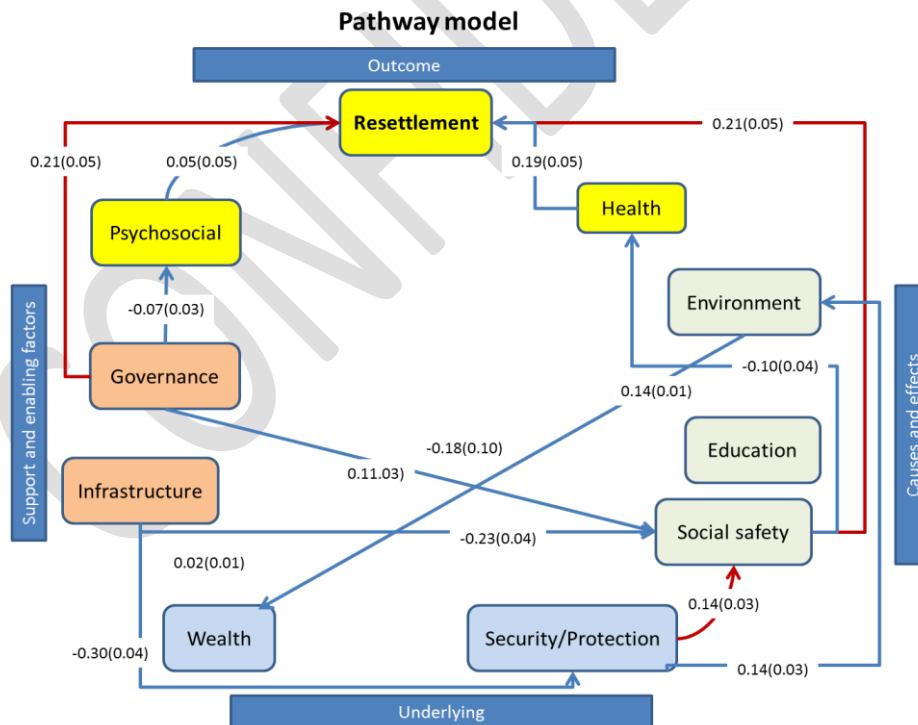 Pathway model
Outcome
Resettlement
0.21(0.05)
0.21(0.05)
0.05(0.05)
0.19(0.05)
Health
Psychosocial
Environment
-0.07(0.03)
Governance
-0.10(0.04)
0.14(0.01)
Support and enabling factors
Causes and effects
-0.18(0.10)
Education
0.11.03)
Infrastructure
Social safety
-0.23(0.04)
0.02(0.01)
0.14(0.03)
Wealth
Security/Protection
-0.30(0.04)
0.14(0.03)
Underlying
CONFIDE